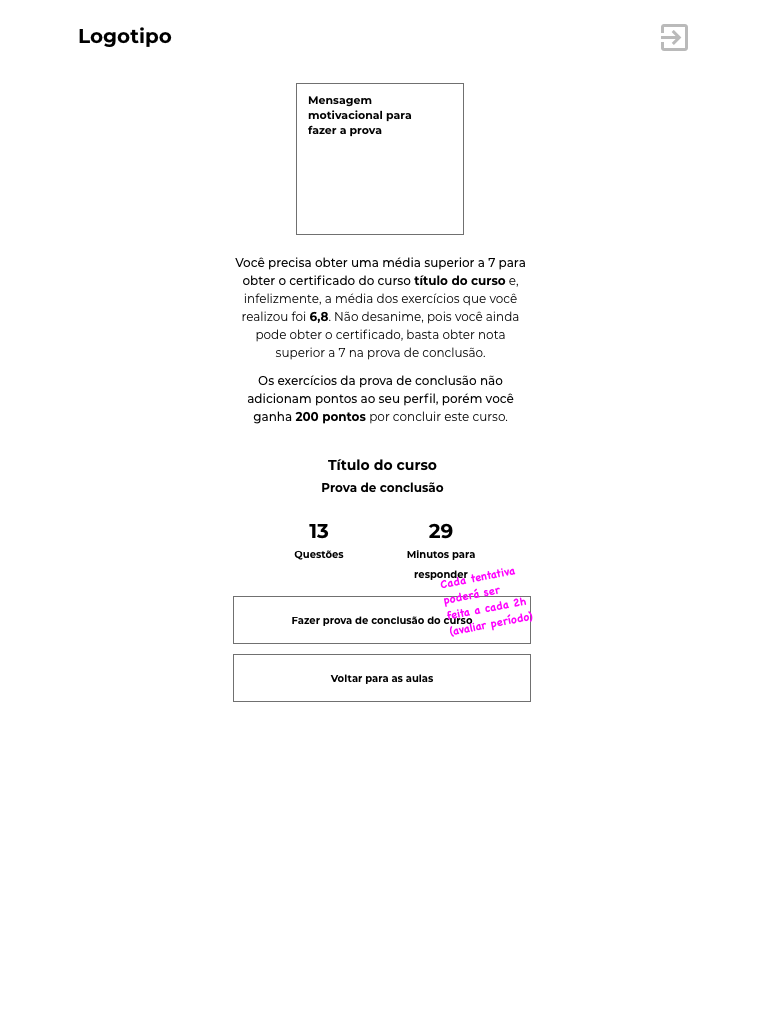 Logotipo
Mensagem
motivacional para
fazer a prova
Você precisa obter uma média superior a 7 para
obter o certificado do curso título do curso e,
infelizmente, a média dos exercícios que você
realizou foi 6,8. Não desanime, pois você ainda
pode obter o certificado, basta obter nota
superior a 7 na prova de conclusão.
Os exercícios da prova de conclusão não
adicionam pontos ao seu perfil, porém você
ganha 200 pontos por concluir este curso.
Título do curso
Prova de conclusão
13
Questões
29
Minutos para
responder
Cada tentativa
poderá ser
feita a cada 2h
(avaliar período)
Fazer prova de conclusão do curso
Voltar para as aulas